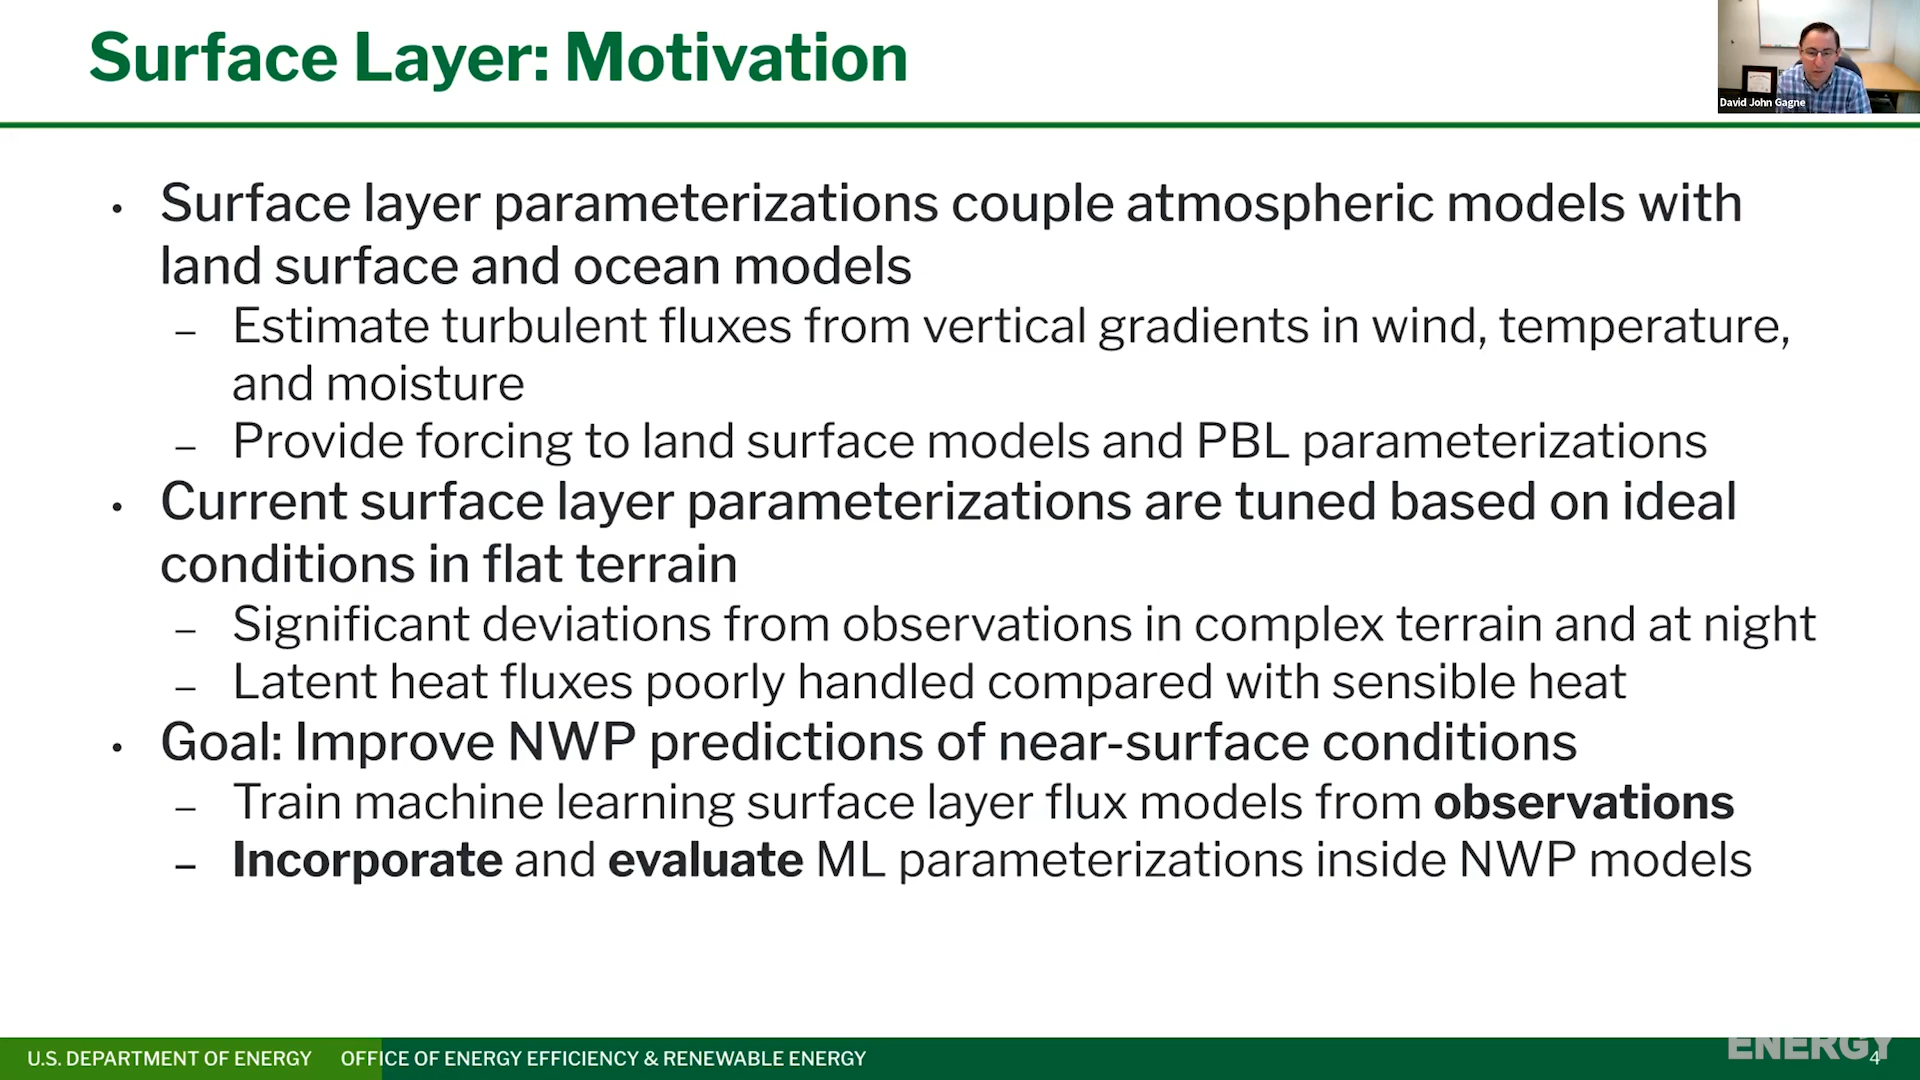 Surface Layer: Motivation
David John Gagne
• Surface layer parameterizations couple atmospheric models with
land surface and ocean models
– Estimate turbulent fluxes from vertical gradients in wind, temperature,
and moisture
– Provide forcing to land surface models and PBL parameterizations
• Current surface layer parameterizations are tuned based on ideal
conditions in flat terrain
– Significant deviations from observations in complex terrain and at night
– Latent heat fluxes poorly handled compared with sensible heat
• Goal: Improve NWP predictions of near-surface conditions
– Train machine learning surface layer flux models from observations
– Incorporate and evaluate ML parameterizations inside NWP models
U.S. DEPARTMENT OF ENERGY OFFICE OF ENERGY EFFICIENCY & RENEWABLE ENERGY
ENERGY
4